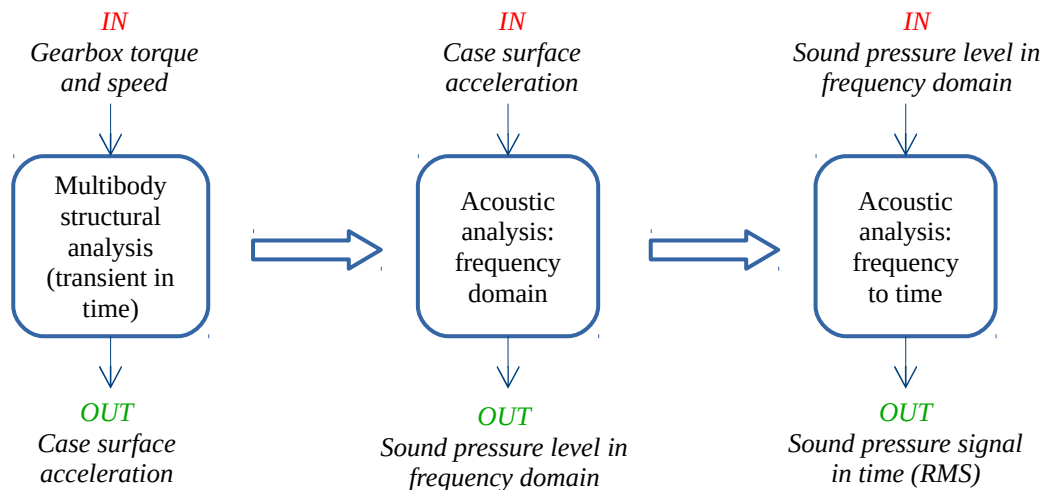 IN
Gearbox torque
and speed
Multibody
structural
analysis
(transient in
time)
OUT
Case surface
acceleration
IN
Case surface
acceleration
Acoustic
analysis:
frequency
domain
OUT
Sound pressure level in
frequency domain
IN
Sound pressure level in
frequency domain
Acoustic
analysis:
frequency
to time
OUT
Sound pressure signal
in time (RMS)